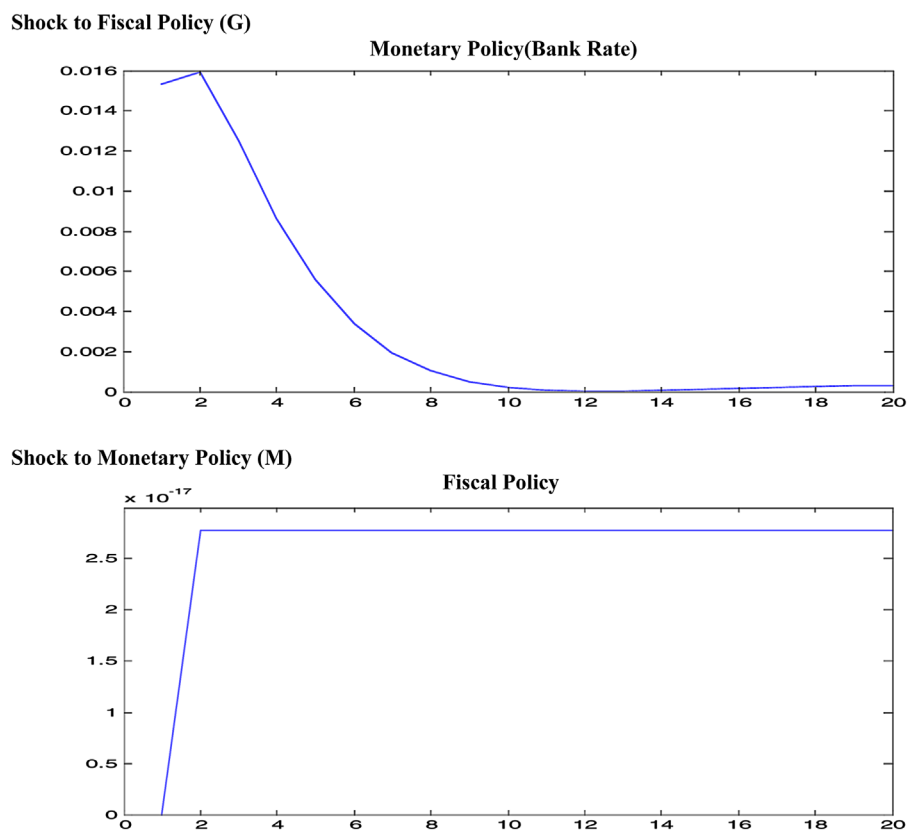 Shock to Fiscal Policy (G)
Monetary Policy(Bank Rate)
0.016
0.014
0.012
0.01
0.008
0.006
0.004
0.002
0
0 2 4 6 8 10 12 14 16 18 20
Shock to Monetary Policy (M)
Fiscal Policy
x 10-17
2.5
2
1.5
1
0.5
0
0 2 4 6 8 10 12 14 16 18 20